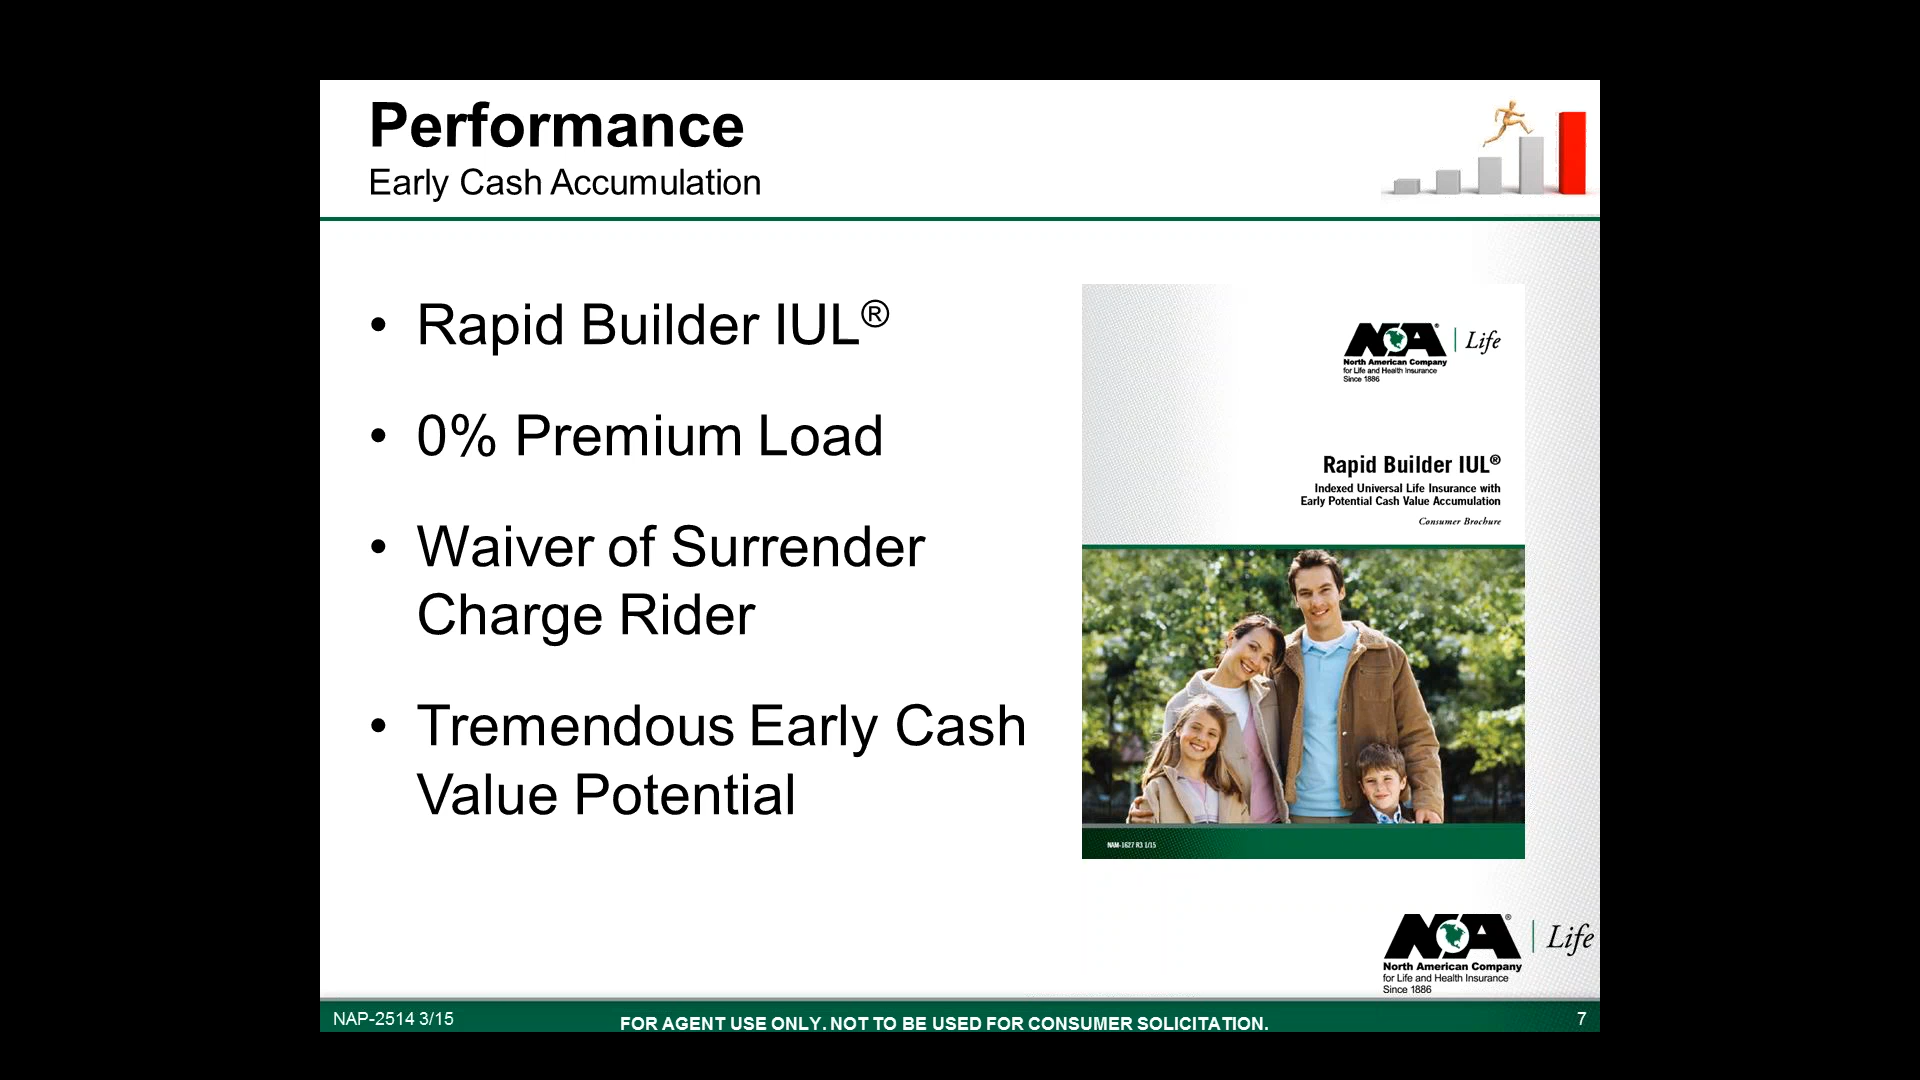 Performance
Early Cash Accumulation
• Rapid Builder IUL®
• 0% Premium Load
• Waiver of Surrender
Charge Rider
• Tremendous Early Cash
Value Potential
NA® | Life
North American Company
for Life and Health Insurance
Since 1886
Rapid Builder IUL®
Indexed Universal Life Insurance with
Early Potential Cash Value Accumulation
Consumer Brochure
NAM-1627 R3 1/15
NA® | Life
North American Company
for Life and Health Insurance
Since 1886
NAP-2514 3/15
FOR AGENT USE ONLY. NOT TO BE USED FOR CONSUMER SOLICITATION.
7